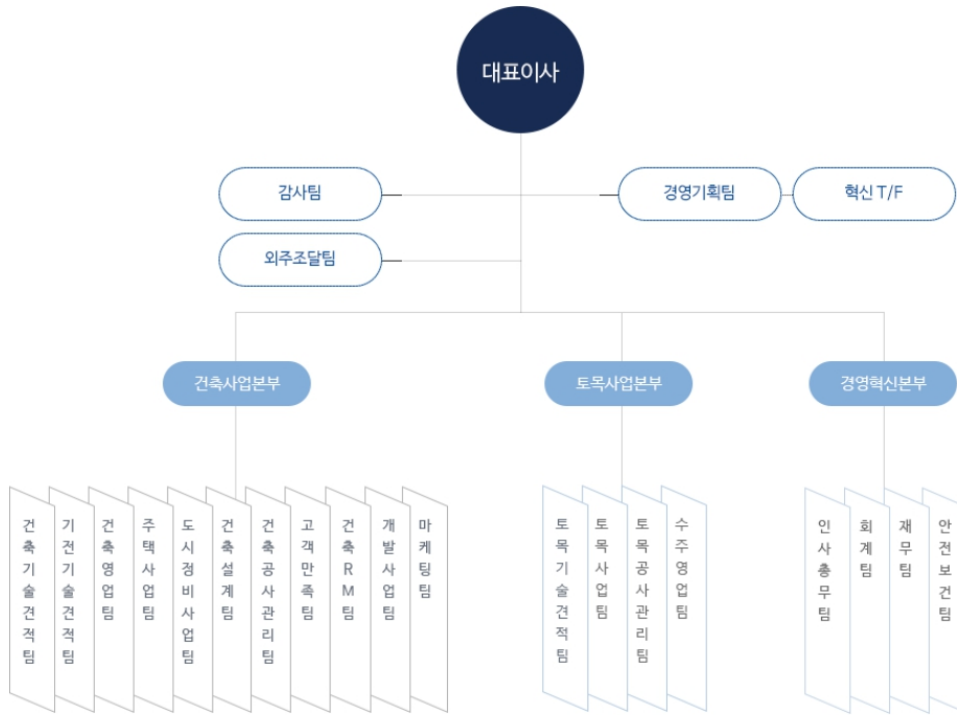 대표이사
감사팀
경영기획팀
혁신 T/F
외주조달팀
건축사업본부
토목사업본부
경영혁신본부
건축기술견적팀
기전기술견적팀
건축영업팀
주택사업팀
도시정비사업팀
건축설계팀
건축공사관리팀
고객만족팀
건축RM팀
개발사업팀
마케팅팀
토목기술견적팀
토목사업팀
토목공사관리팀
수주영업팀
인사총무팀
회계팀
재무팀
안전보건팀